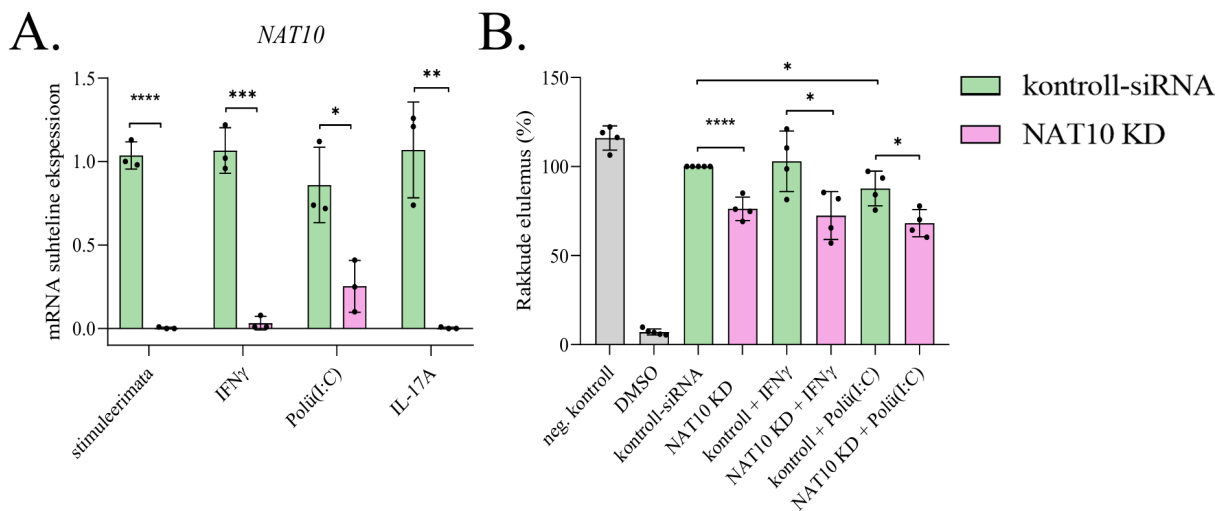 A.
NAT10
mRNA suhteline ekspessioon
1.5
1.0
0.5
0.0
****
***
*
**
stimuleerimata
IFNγ
Polü(I:C)
IL-17A
B.
Rakkude elulemus (%)
150
100
50
0
*
****
*
*
neg. kontroll
DMSO
kontroll-siRNA
NAT10 KD
kontroll + IFNγ
NAT10 KD + IFNγ
kontroll + Polü(I:C)
NAT10 KD + Polü(I:C)
kontroll-siRNA
NAT10 KD